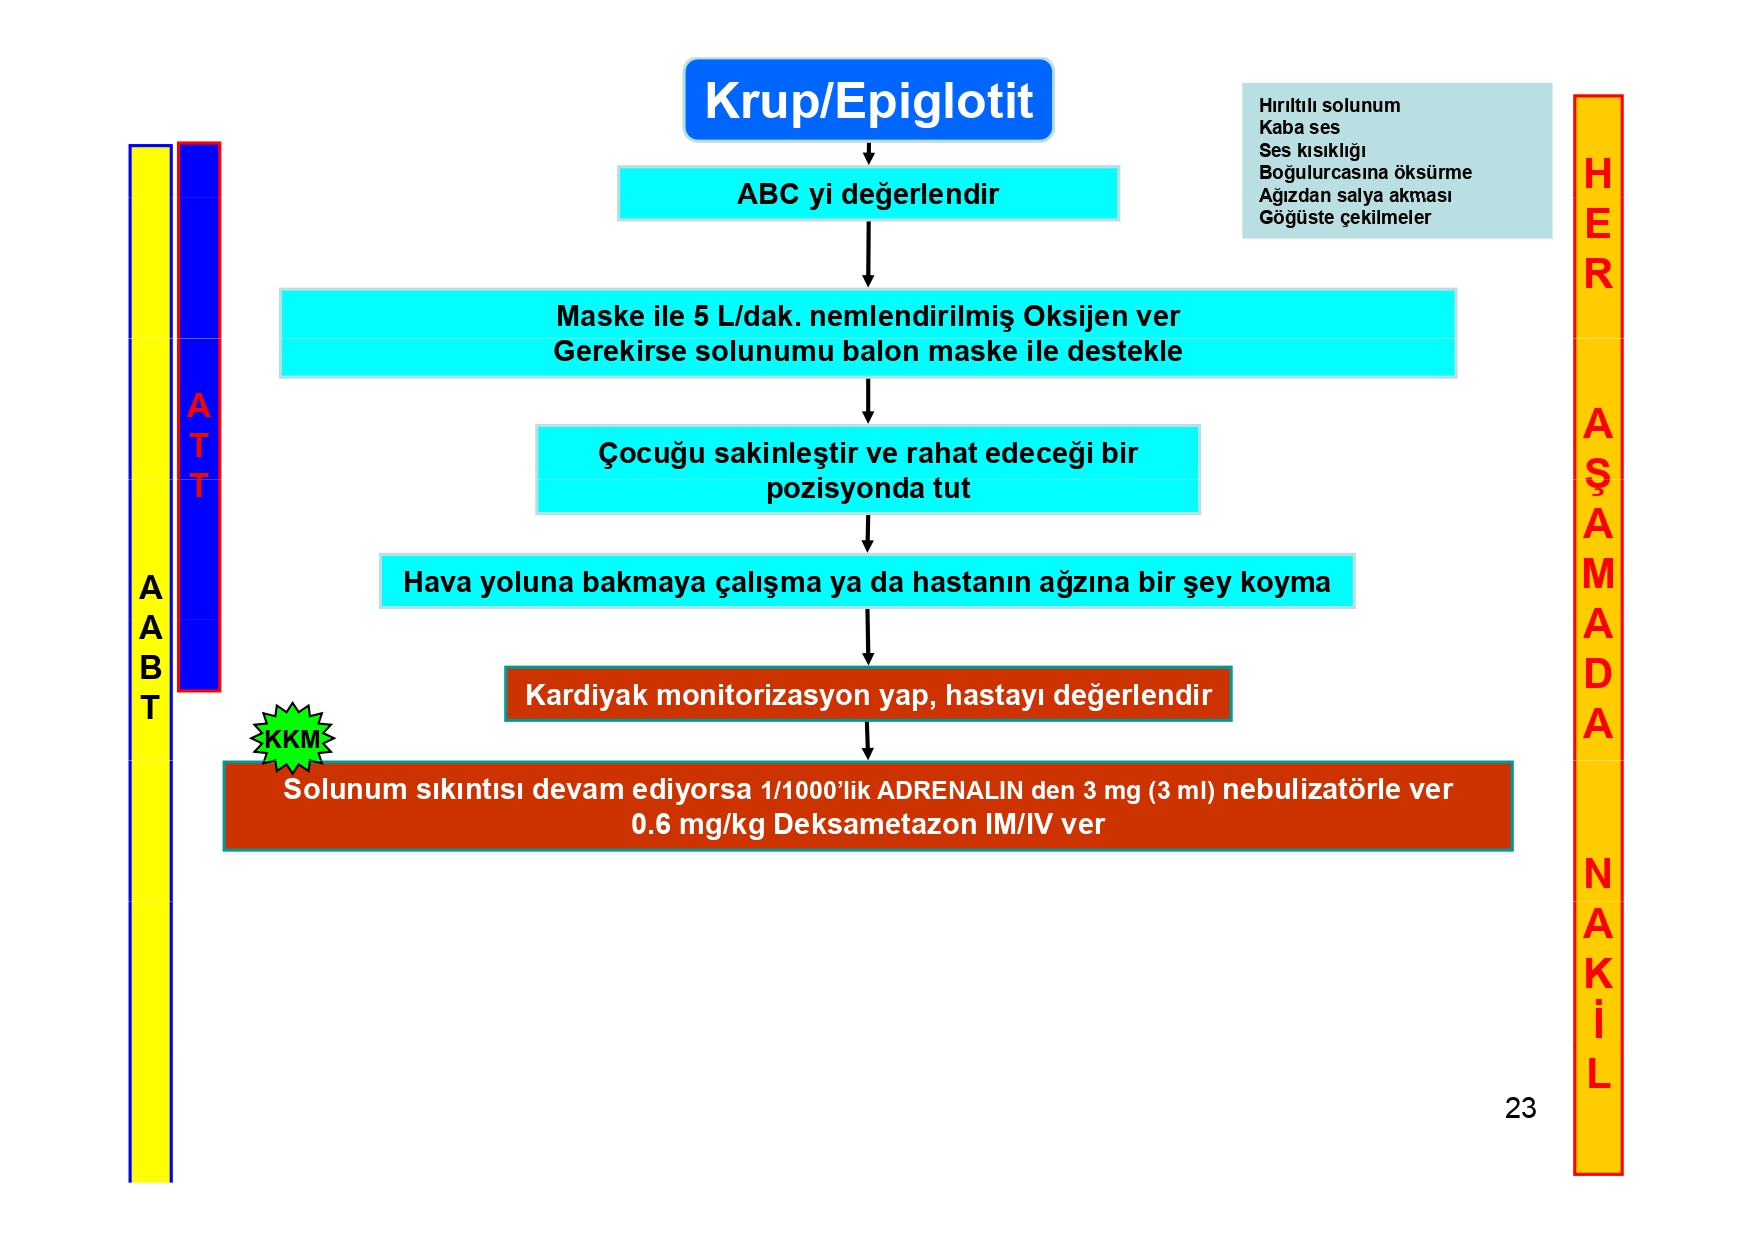 Krup/Epiglotit
Hırıltılı solunum
Kaba ses
Ses kısıklığı
Boğulurcasına öksürme
Ağızdan salya akması
Göğüste çekilmeler
ABC yi değerlendir
Maske ile 5 L/dak. nemlendirilmiş Oksijen ver
Gerekirse solunumu balon maske ile destekle
Çocuğu sakinleştir ve rahat edeceği bir
pozisyonda tut
Hava yoluna bakmaya çalışma ya da hastanın ağzına bir şey koyma
Kardiyak monitorizasyon yap, hastayı değerlendir
KKM
Solunum sıkıntısı devam ediyorsa 1/1000’lik ADRENALIN den 3 mg (3 ml) nebulizatörle ver
0.6 mg/kg Deksametazon IM/IV ver
AABT
ATT
HER AŞAMADA NAKİL
23